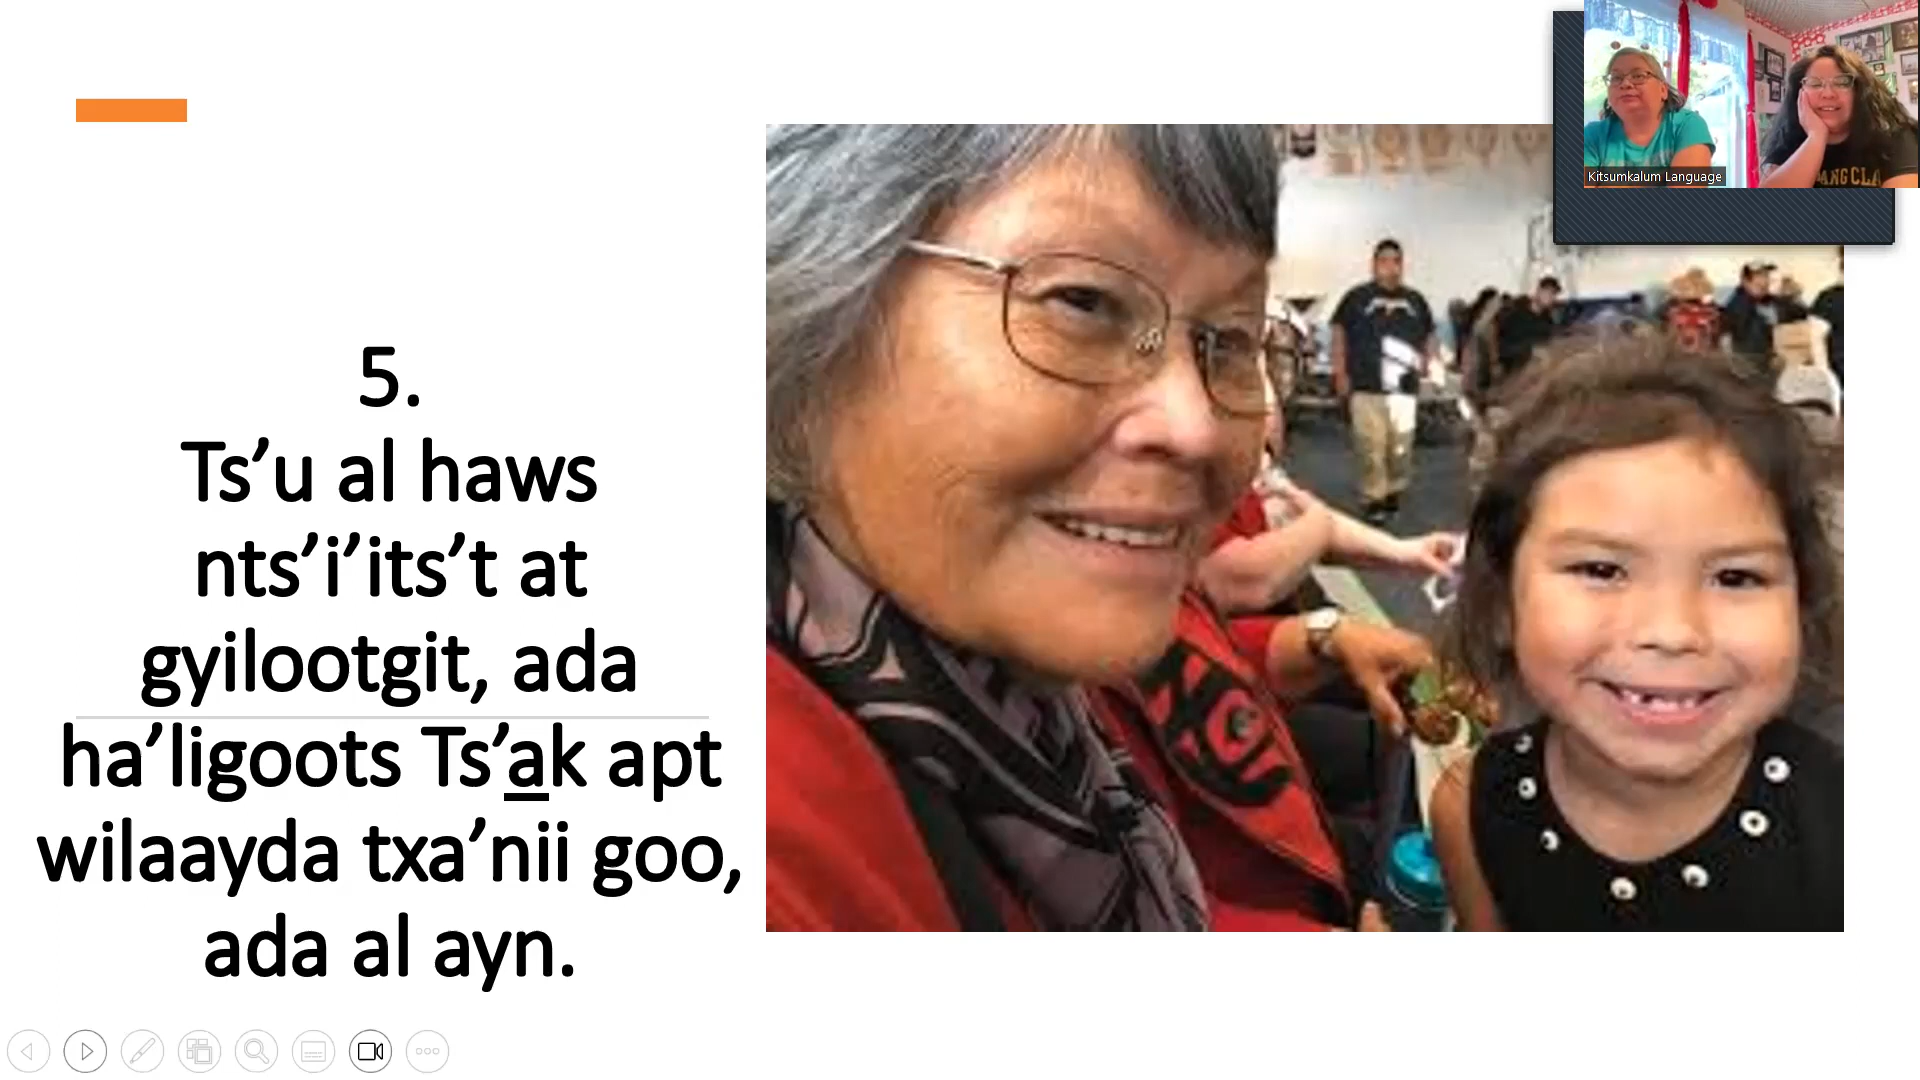 Kitsumkalum Language
5.
Ts’u al haws
nts’i’its’t at
gyilootgit, ada
ha’ligoots Ts’a̲k apt
wilaayda txa’nii goo,
ada al ayn.